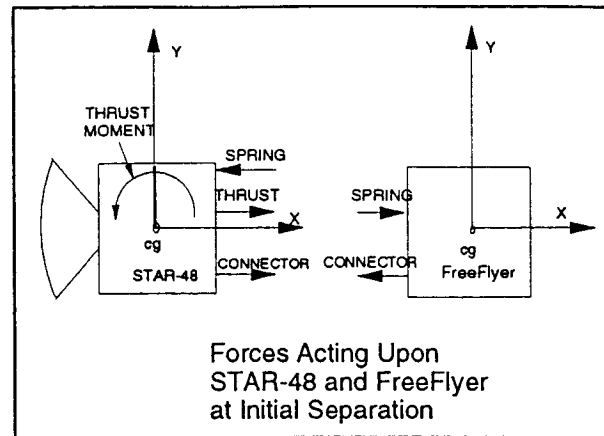 Y
THRUST
MOMENT
SPRING
THRUST
X
cg
STAR-48
CONNECTOR
Y
SPRING
X
cg
CONNECTOR
FreeFlyer
Forces Acting Upon
STAR-48 and FreeFlyer
at Initial Separation